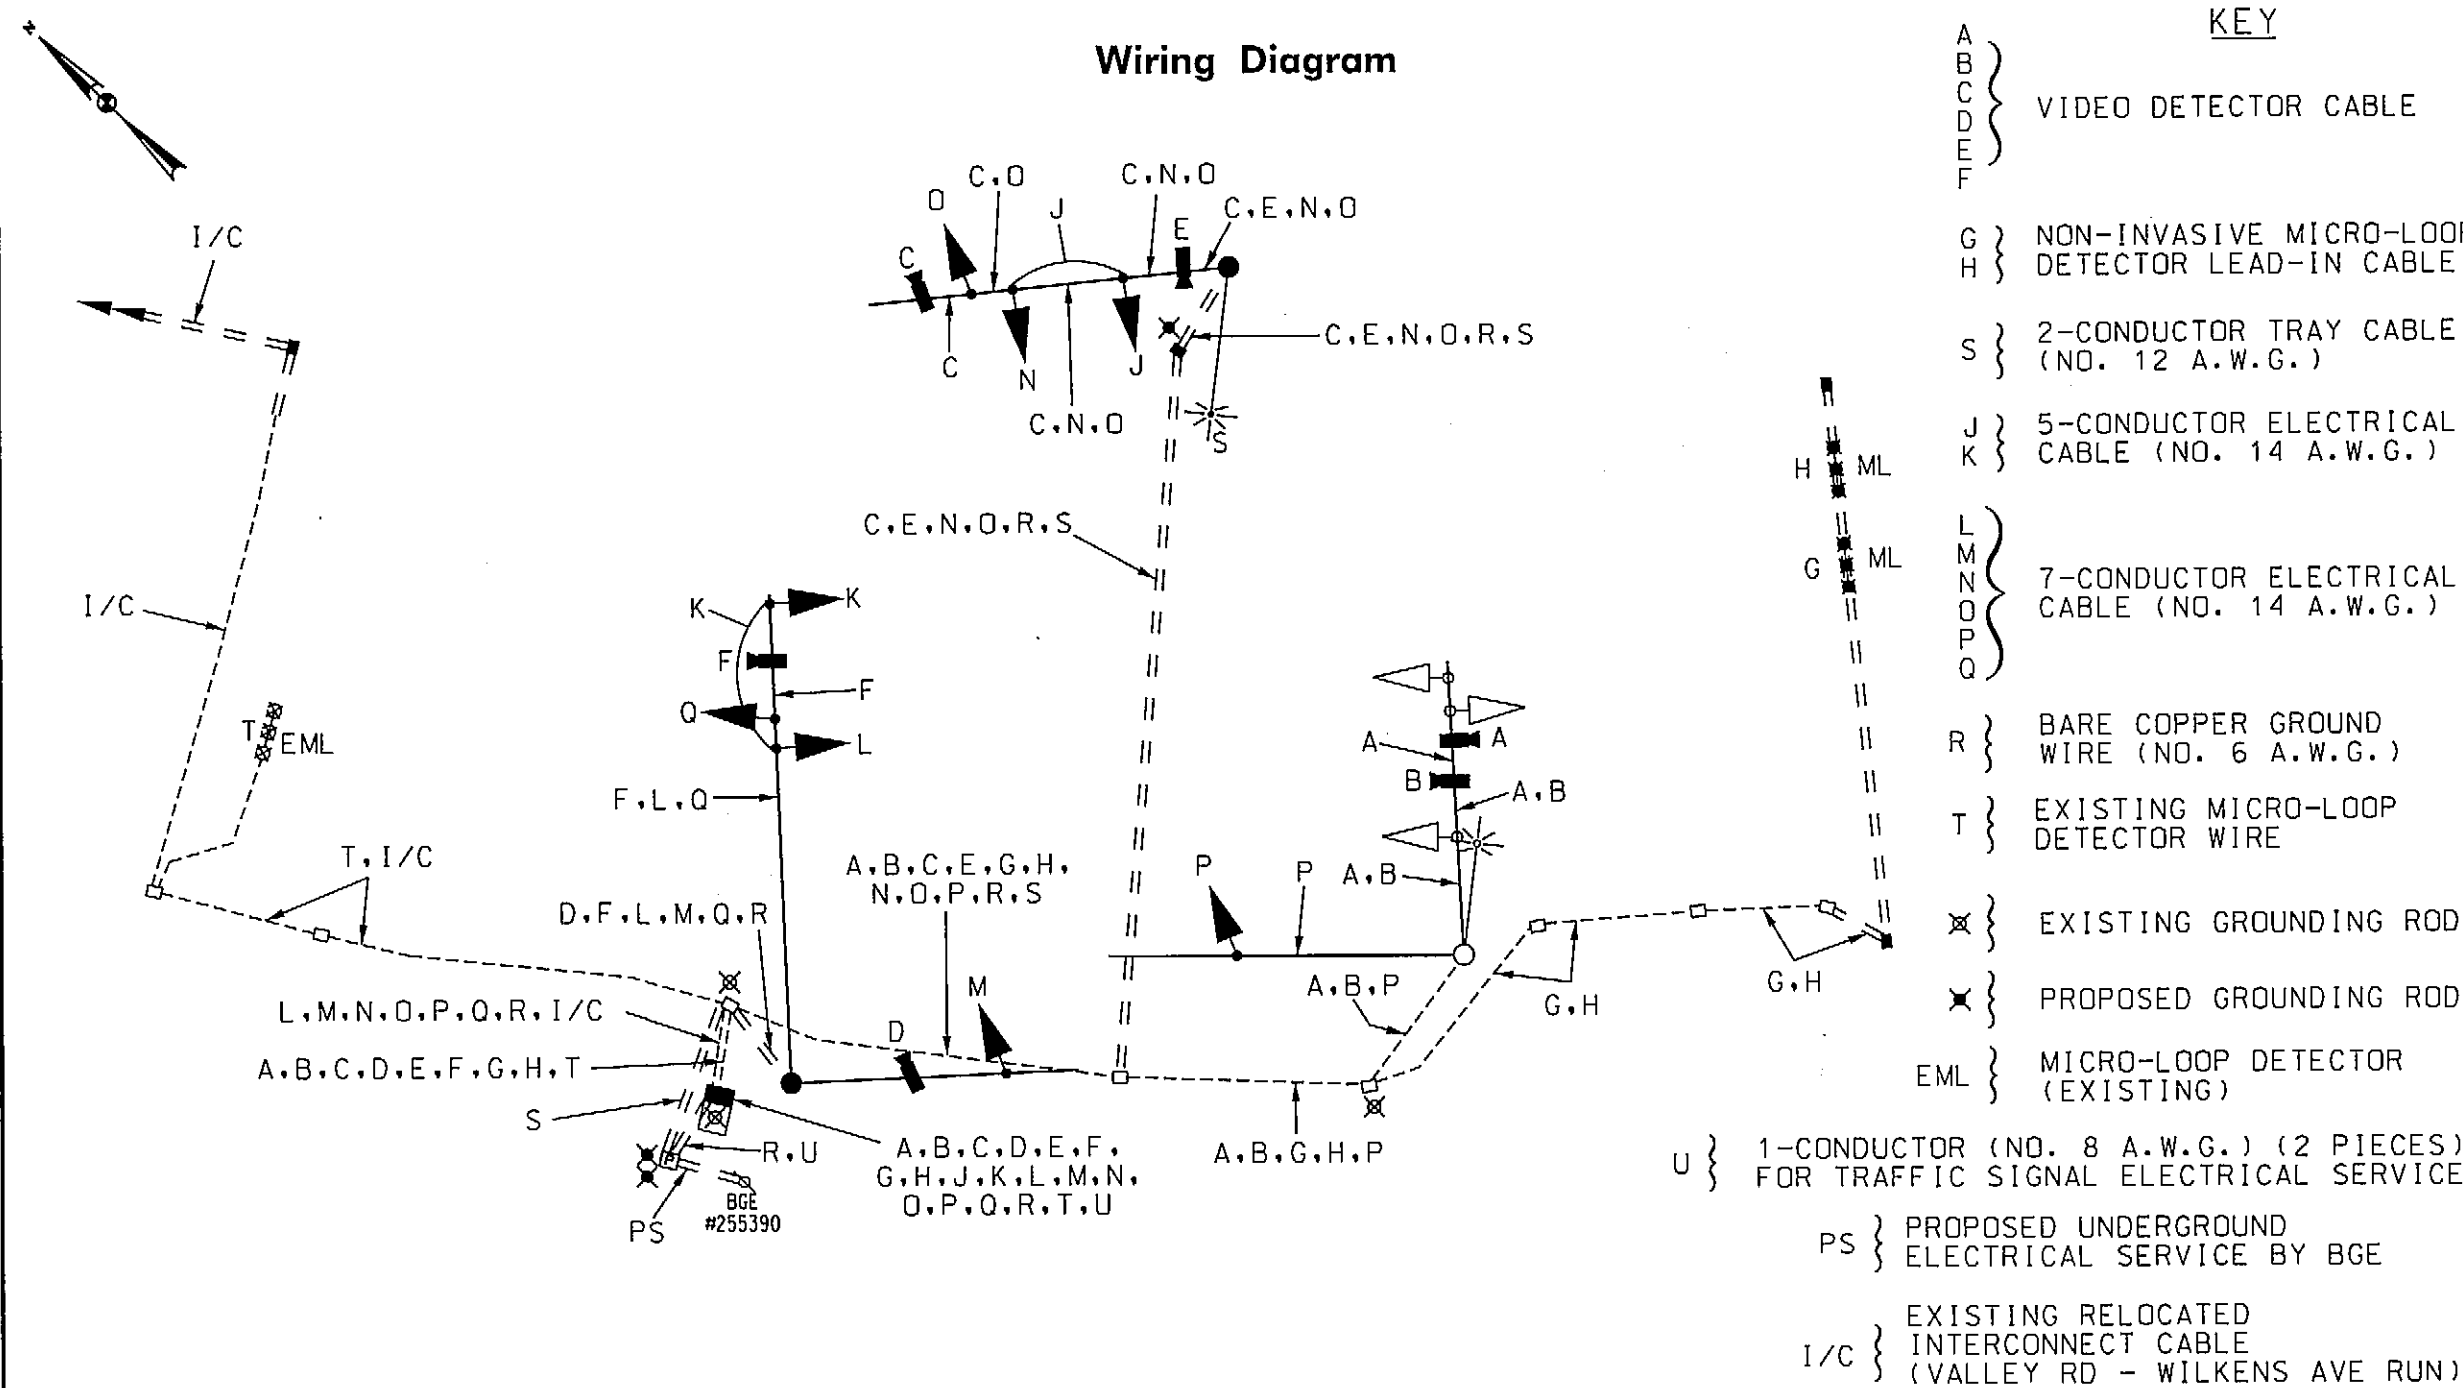 Wiring Diagram
KEY
A
B
C
D
E
F
VIDEO DETECTOR CABLE
G
H
NON-INVASIVE MICRO-LOOP
DETECTOR LEAD-IN CABLE
S
2-CONDUCTOR TRAY CABLE
(NO. 12 A.W.G.)
J
K
5-CONDUCTOR ELECTRICAL
CABLE (NO. 14 A.W.G.)
L
M
N
O
P
Q
7-CONDUCTOR ELECTRICAL
CABLE (NO. 14 A.W.G.)
R
BARE COPPER GROUND
WIRE (NO. 6 A.W.G.)
T
EXISTING MICRO-LOOP
DETECTOR WIRE
EXISTING GROUNDING ROD
PROPOSED GROUNDING ROD
EML
MICRO-LOOP DETECTOR
(EXISTING)
U
1-CONDUCTOR (NO. 8 A.W.G.) (2 PIECES)
FOR TRAFFIC SIGNAL ELECTRICAL SERVICE
PS
PROPOSED UNDERGROUND
ELECTRICAL SERVICE BY BGE
I/C
EXISTING RELOCATED
INTERCONNECT CABLE
(VALLEY RD - WILKENS AVE RUN)
N
I/C
I/C
T
EML
T,I/C
O
C,O
J
C,N,O
C,E,N,O
C
E
C
N
C,N,O
J
C,E,N,O,R,S
S
C,E,N,O,R,S
K
K
F
F
Q
L
F,L,Q
A
A
B
A,B
A,B
H
ML
G
ML
A,B,C,E,G,H,
N,O,P,R,S
D,F,L,M,Q,R
P
P
L,M,N,O,P,Q,R,I/C
A,B,C,D,E,F,G,H,T
S
D
M
A,B,P
G,H
G,H
R,U
A,B,C,D,E,F,
G,H,J,K,L,M,N,
O,P,Q,R,T,U
A,B,G,H,P
P
PS
BGE
#255390